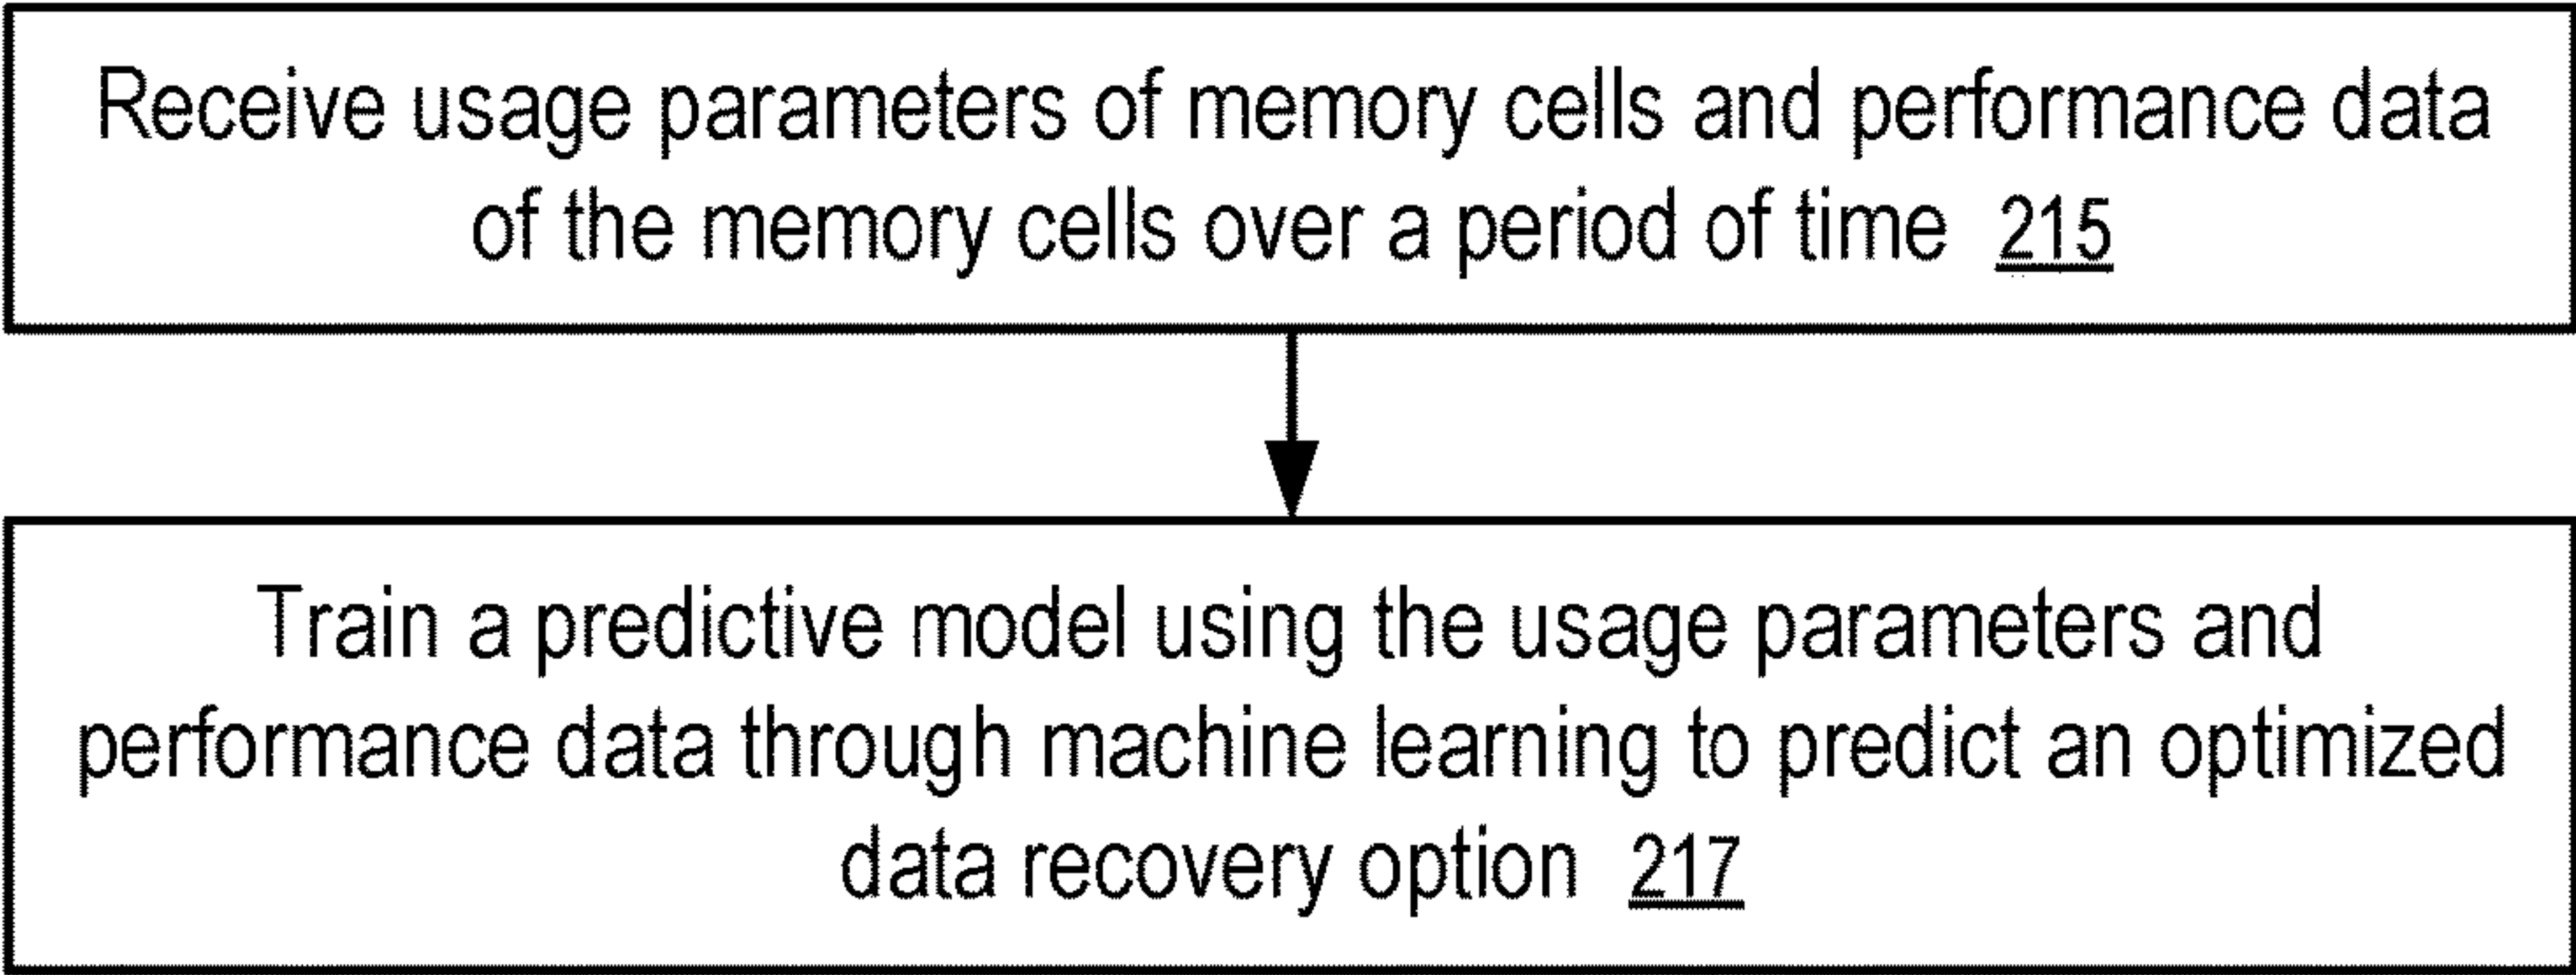 Receive usage parameters of memory cells and performance data
of the memory cells over a period of time 215
Train a predictive model using the usage parameters and
performance data through machine learning to predict an optimized
data recovery option 217